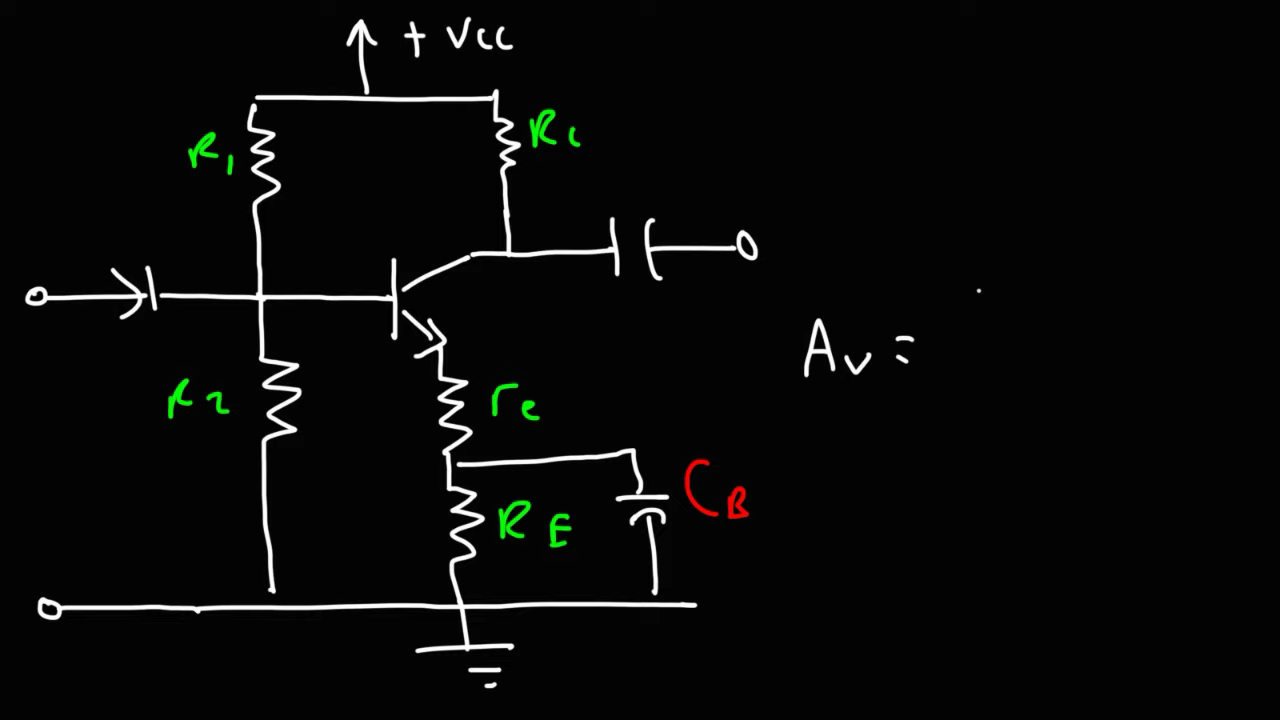 + Vcc
R1
Rc
R2
re
Av =
CB
RE